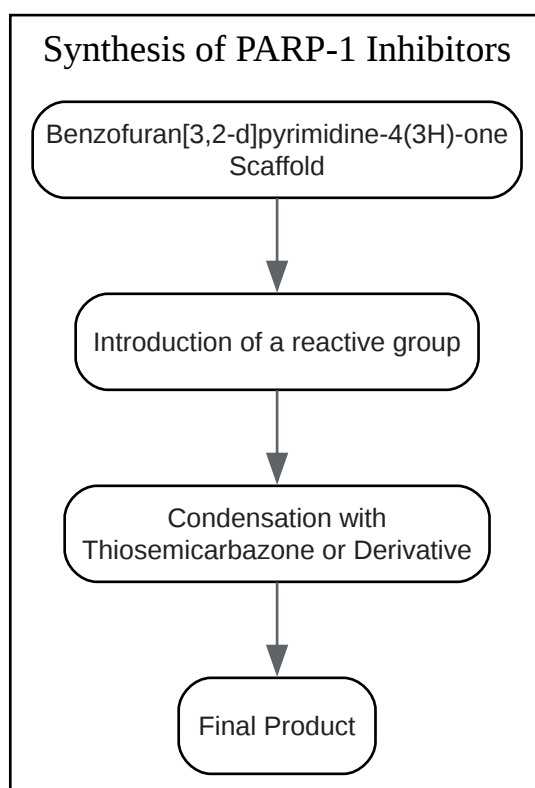 Synthesis of PARP-1 Inhibitors
Benzofuran[3,2-d]pyrimidine-4(3H)-one
Scaffold
Introduction of a reactive group
Condensation with
Thiosemicarbazone or Derivative
Final Product